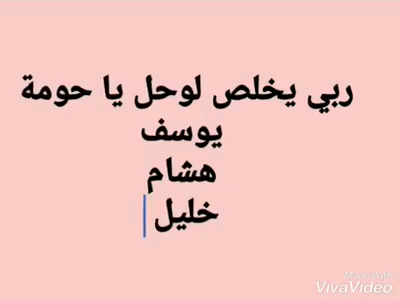 ربي يخلص لوحل يا حومة
يوسف
هشام
خليل
Made With
VivaVideo